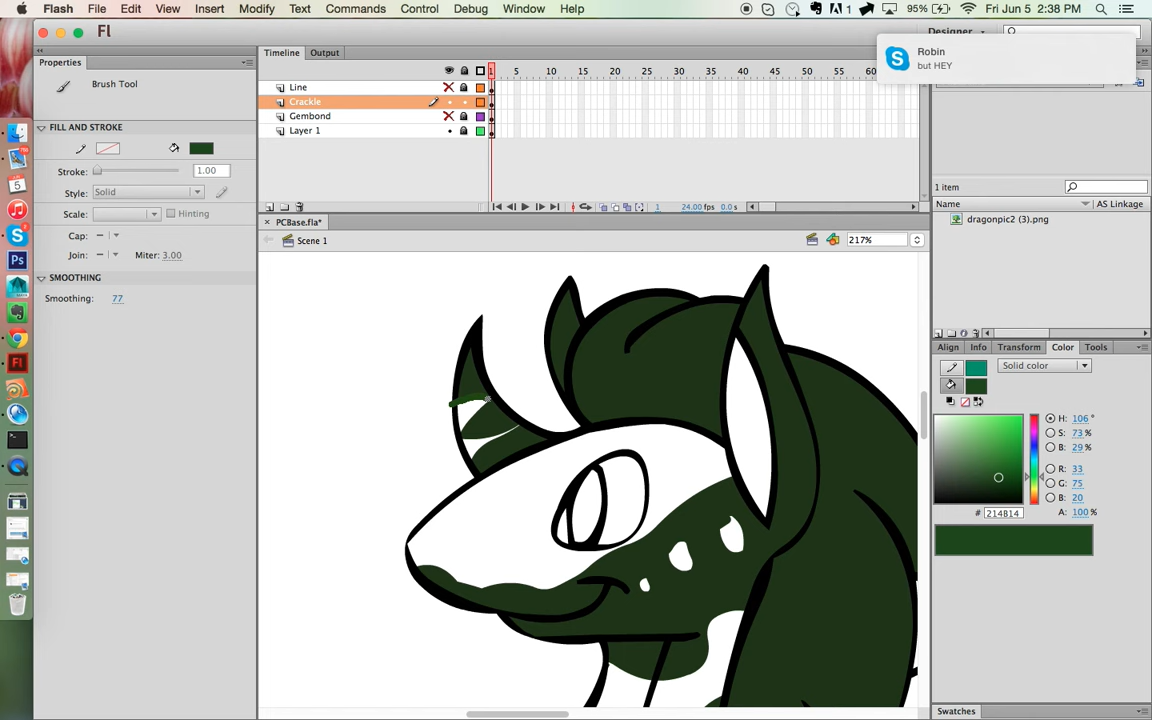 Flash File Edit View Insert Modify Text Commands Control Debug Window Help 1 95% Fri Jun 5 2:38 PM
Fl Designer
Robin
but HEY
Properties Timeline Output
Brush Tool
1 5 10 15 20 25 30 35 40 45 50 55 60
Line
Crackle
Gembond
Layer 1
FILL AND STROKE
Stroke: 1.00
Style: Solid
Scale: Hinting
Cap:
Join: Miter: 3.00
SMOOTHING
Smoothing: 77
1 24.00 fps 0.0 s
PCBase.fla*
Scene 1 217%
1 item
Name AS Linkage
dragonpic2 (3).png
Align Info Transform Color Tools
Solid color
H: 106 °
S: 73 %
B: 29 %
R: 33
G: 75
B: 20
# 214B14 A: 100 %
Swatches
Ps
Fl
5